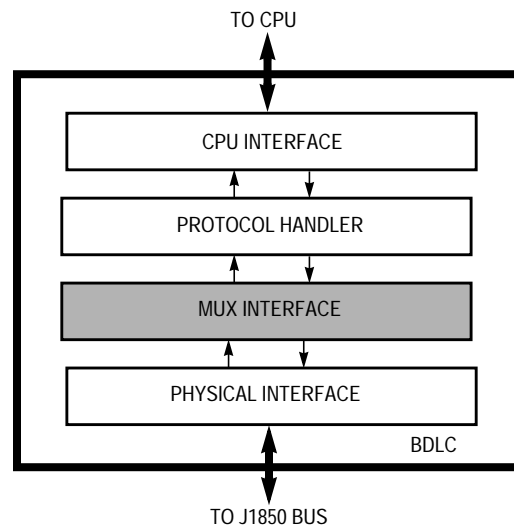 TO CPU
CPU INTERFACE
PROTOCOL HANDLER
MUX INTERFACE
PHYSICAL INTERFACE
BDLC
TO J1850 BUS